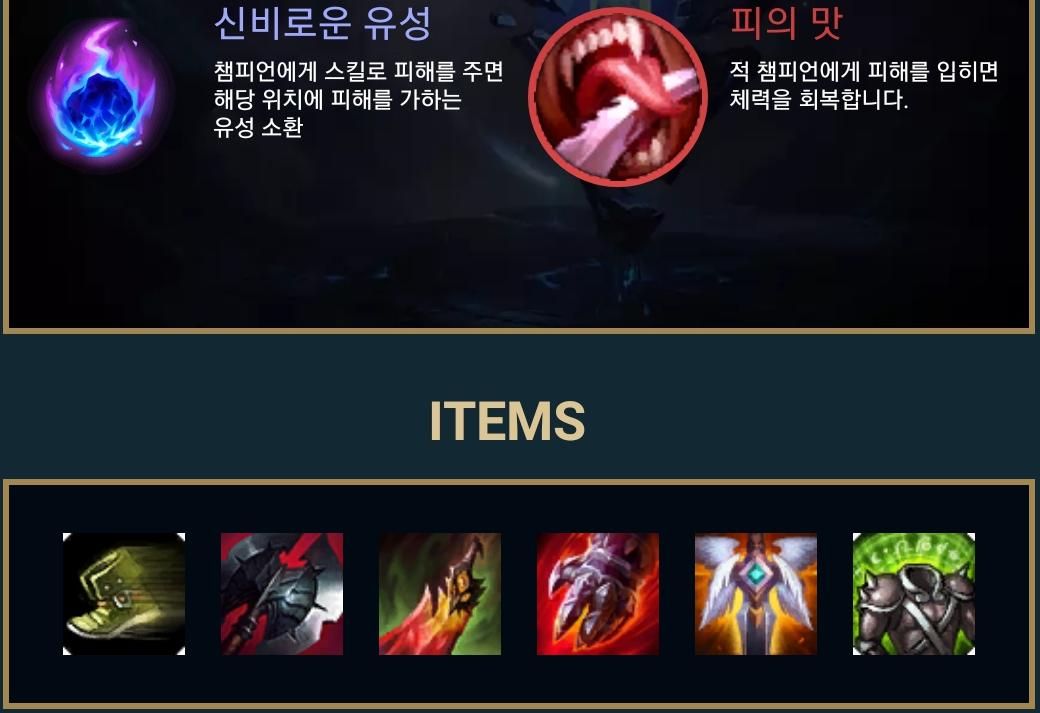 신비로운 유성
챔피언에게 스킬로 피해를 주면
해당 위치에 피해를 가하는
유성 소환
피의 맛
적 챔피언에게 피해를 입히면
체력을 회복합니다.
ITEMS